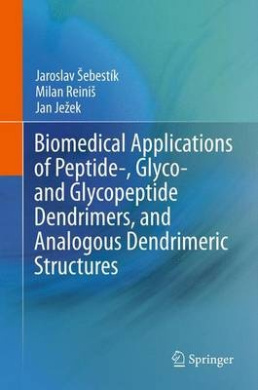 Jaroslav Šebestík
Milan Reiniš
Jan Ježek
Biomedical Applications
of Peptide-, Glyco-
and Glycopeptide
Dendrimers, and
Analogous Dendrimeric
Structures
Springer